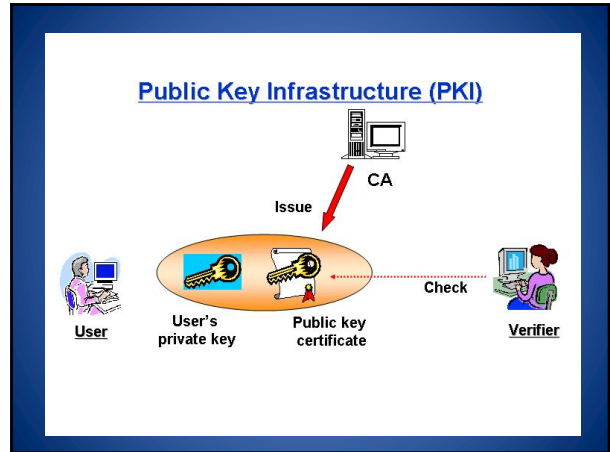 Public Key Infrastructure (PKI)
CA
Issue
Check
User
User's
private key
Public key
certificate
Verifier